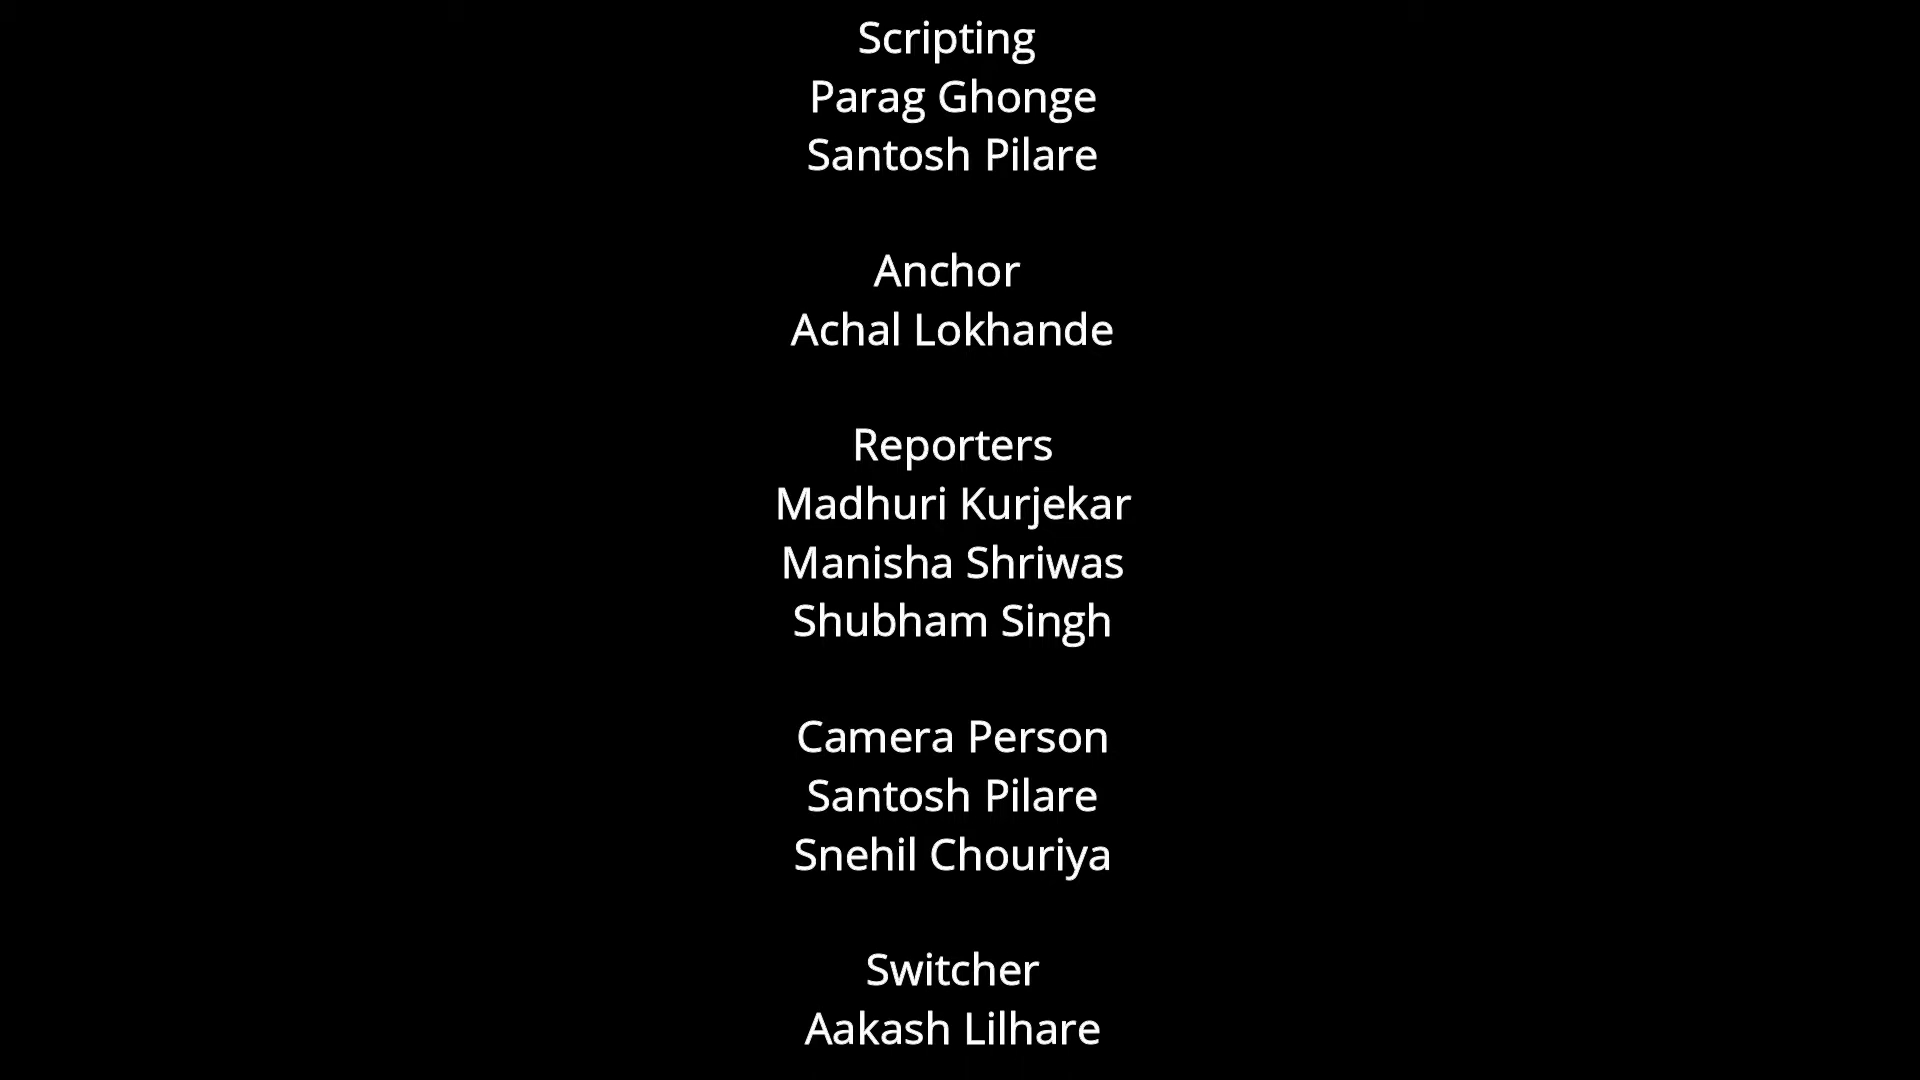 Scripting
Parag Ghonge
Santosh Pilare
Anchor
Achal Lokhande
Reporters
Madhuri Kurjekar
Manisha Shriwas
Shubham Singh
Camera Person
Santosh Pilare
Snehil Chouriya
Switcher
Aakash Lilhare